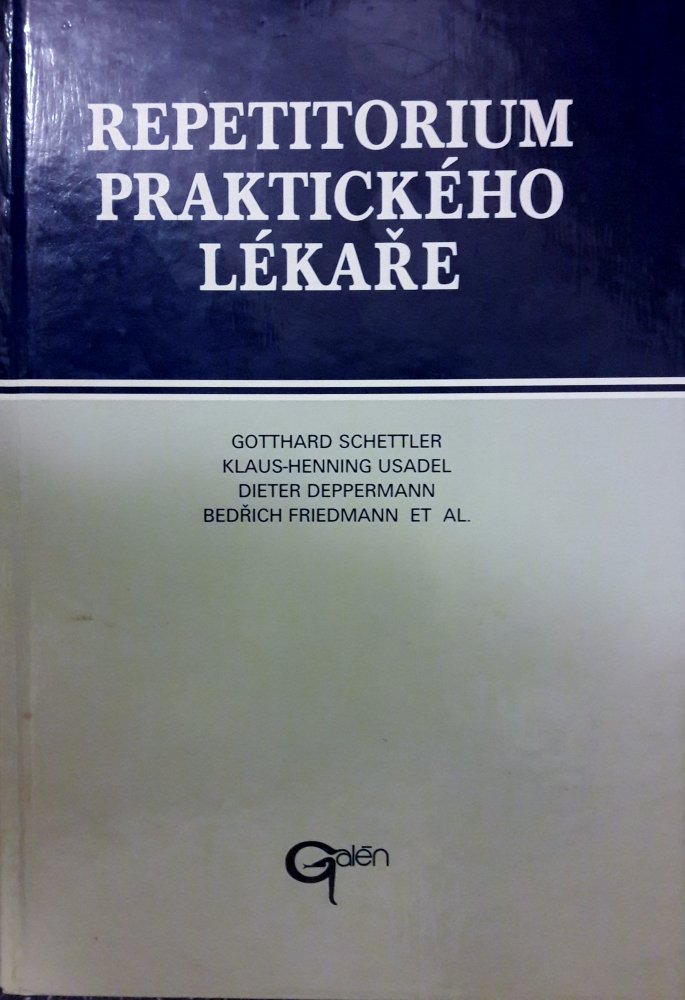 REPETITORIUM
PRAKTICKÉHO
LÉKAŘE
GOTTHARD SCHETTLER
KLAUS-HENNING USADEL
DIETER DEPPERMANN
BEDŘICH FRIEDMANN ET AL.
Galén